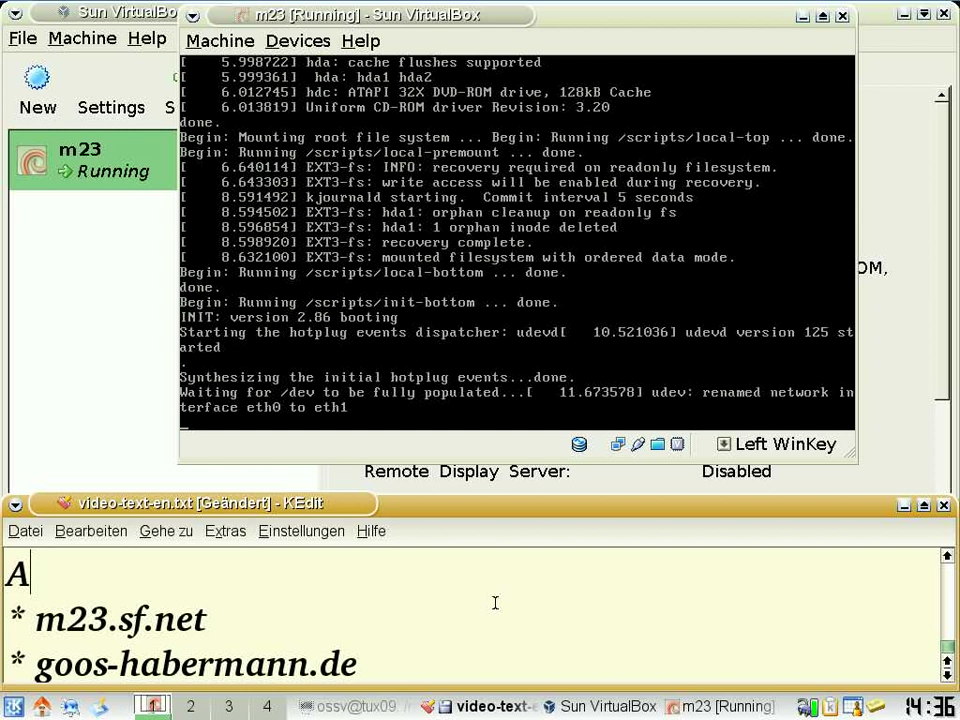 Sun VirtualBo
m23 [Running] - Sun VirtualBox
File Machine Help
Machine Devices Help
New Settings S
m23
Running
[    5.998722] hda: cache flushes supported
[    5.999361]  hda: hda1 hda2
[    6.012745] hdc: ATAPI 32X DVD-ROM drive, 128kB Cache
[    6.013819] Uniform CD-ROM driver Revision: 3.20
done.
Begin: Mounting root file system ... Begin: Running /scripts/local-top ... done.
Begin: Running /scripts/local-premount ... done.
[    6.640114] EXT3-fs: INFO: recovery required on readonly filesystem.
[    6.643303] EXT3-fs: write access will be enabled during recovery.
[    8.591492] kjournald starting.  Commit interval 5 seconds
[    8.594502] EXT3-fs: hda1: orphan cleanup on readonly fs
[    8.596854] EXT3-fs: hda1: 1 orphan inode deleted
[    8.598920] EXT3-fs: recovery complete.
[    8.632100] EXT3-fs: mounted filesystem with ordered data mode.
Begin: Running /scripts/local-bottom ... done.
done.
Begin: Running /scripts/init-bottom ... done.
INIT: version 2.86 booting
Starting the hotplug events dispatcher: udevd[   10.521036] udevd version 125 st
arted
.
Synthesizing the initial hotplug events...done.
Waiting for /dev to be fully populated...[   11.673578] udev: renamed network in
terface eth0 to eth1
OM,
Left WinKey
Remote Display Server: Disabled
video-text-en.txt [Geändert] - KEdit
Datei Bearbeiten Gehe zu Extras Einstellungen Hilfe
A
* m23.sf.net
* goos-habermann.de
1 2 3 4 ossv@tux09 video-text- Sun VirtualBox m23 [Running] 14:36